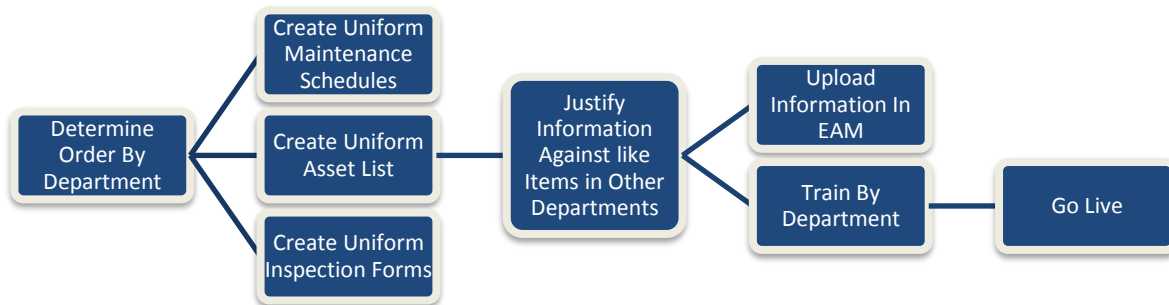 Determine
Order By
Department
Create Uniform
Maintenance
Schedules
Create Uniform
Asset List
Create Uniform
Inspection Forms
Justify
Information
Against like
Items in Other
Departments
Upload
Information In
EAM
Train By
Department
Go Live